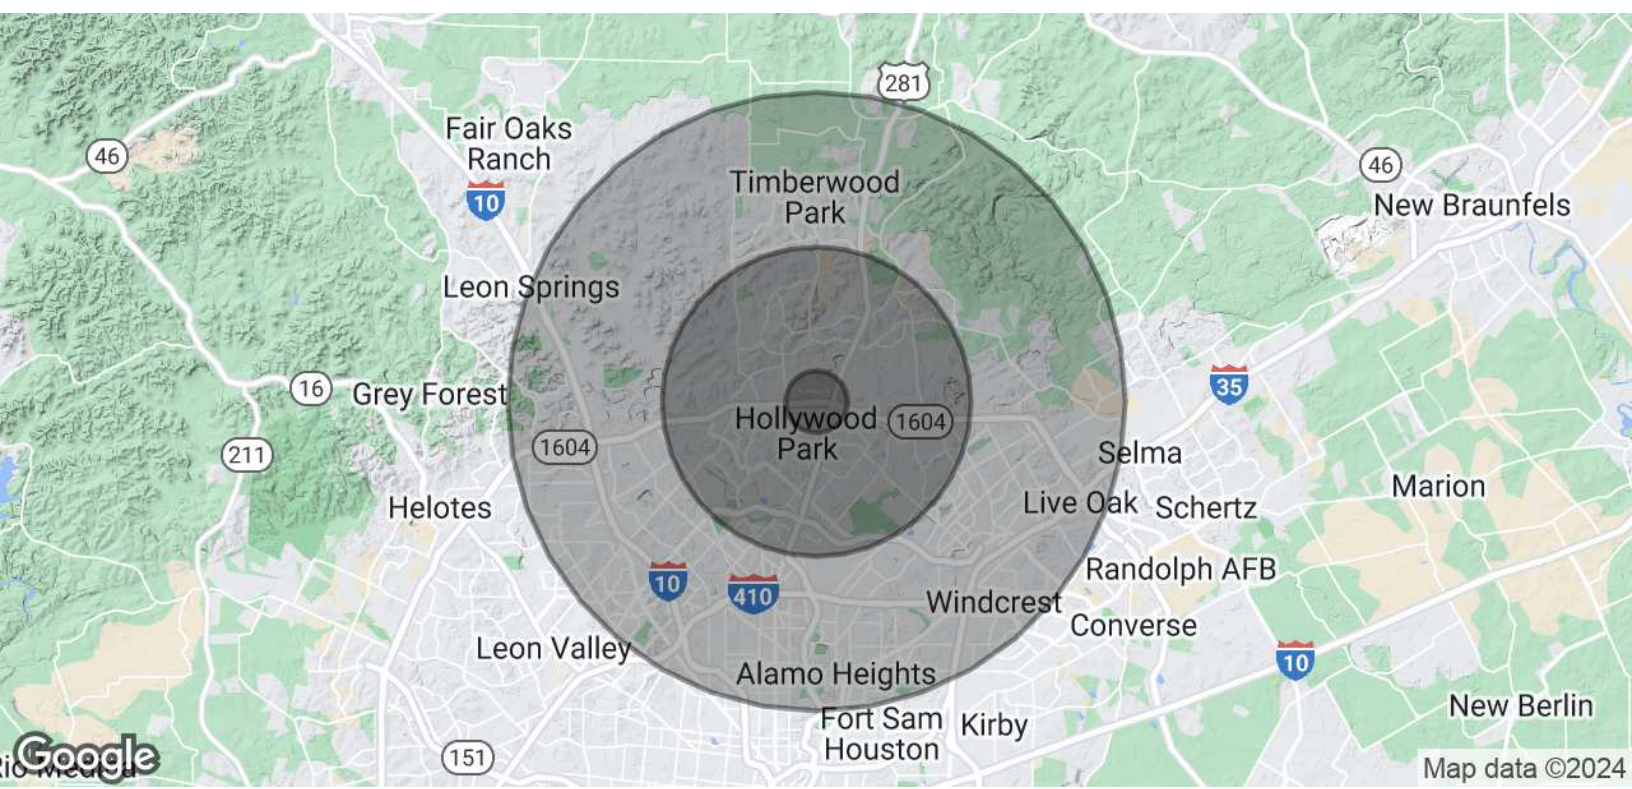 281
Fair Oaks
Ranch
46
46
Timberwood
Park
10
New Braunfels
Leon Springs
16
Grey Forest
35
Hollywood
Park
1604
1604
211
Selma
Marion
Helotes
Live Oak
Schertz
Randolph AFB
10
410
Windcrest
Converse
Leon Valley
10
Alamo Heights
New Berlin
Fort Sam
Houston
Kirby
151
Google
Map data ©2024